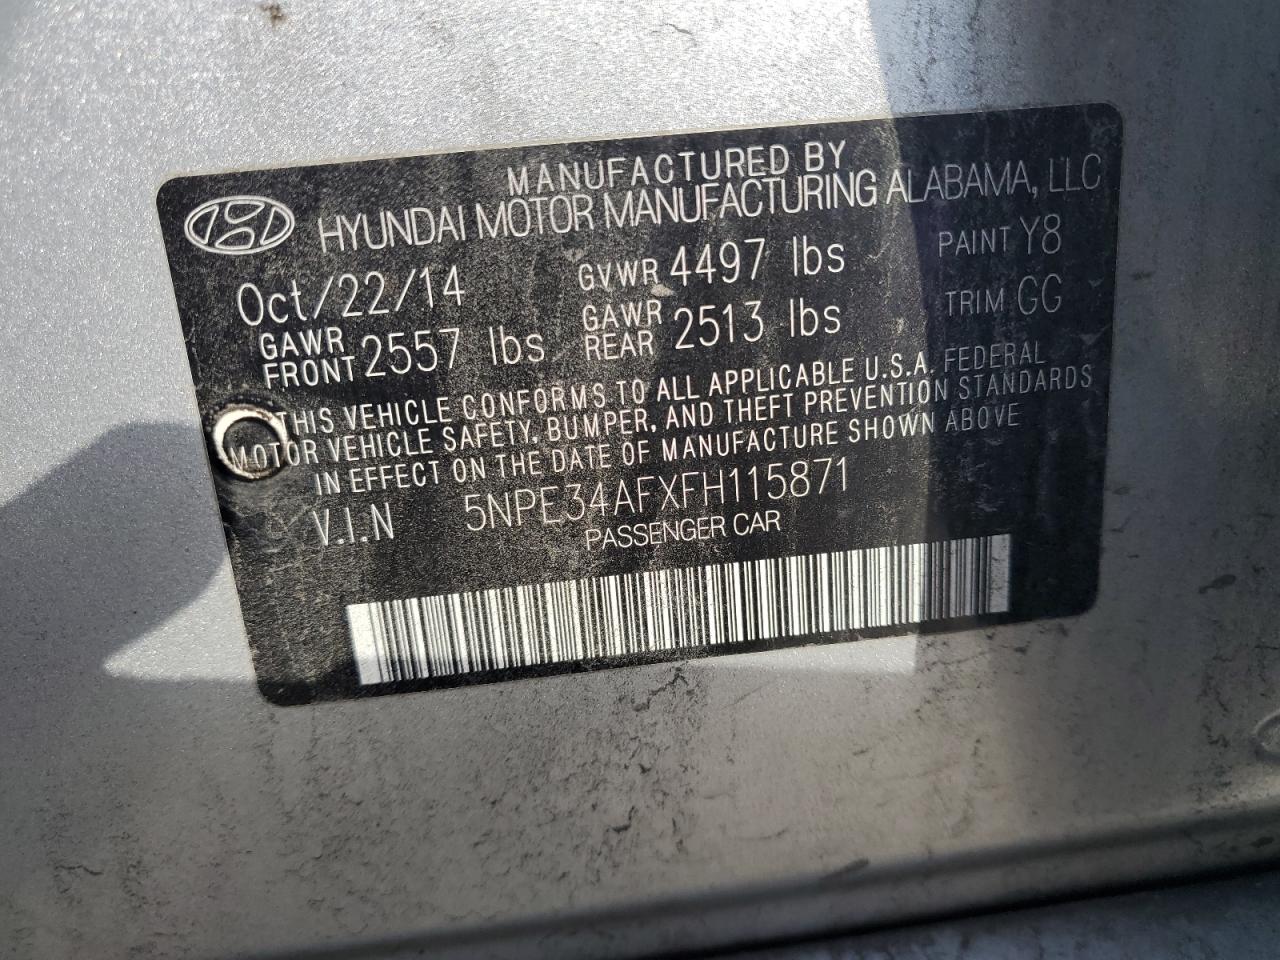 MANUFACTURED BY
HYUNDAI MOTOR MANUFACTURING ALABAMA, LLC
Oct/22/14 GVWR 4497 lbs PAINT Y8
GAWR FRONT 2557 lbs GAWR REAR 2513 lbs TRIM GG
THIS VEHICLE CONFORMS TO ALL APPLICABLE U.S.A. FEDERAL
MOTOR VEHICLE SAFETY, BUMPER, AND THEFT PREVENTION STANDARDS
IN EFFECT ON THE DATE OF MANUFACTURE SHOWN ABOVE
V.I.N 5NPE34AFXFH115871
PASSENGER CAR